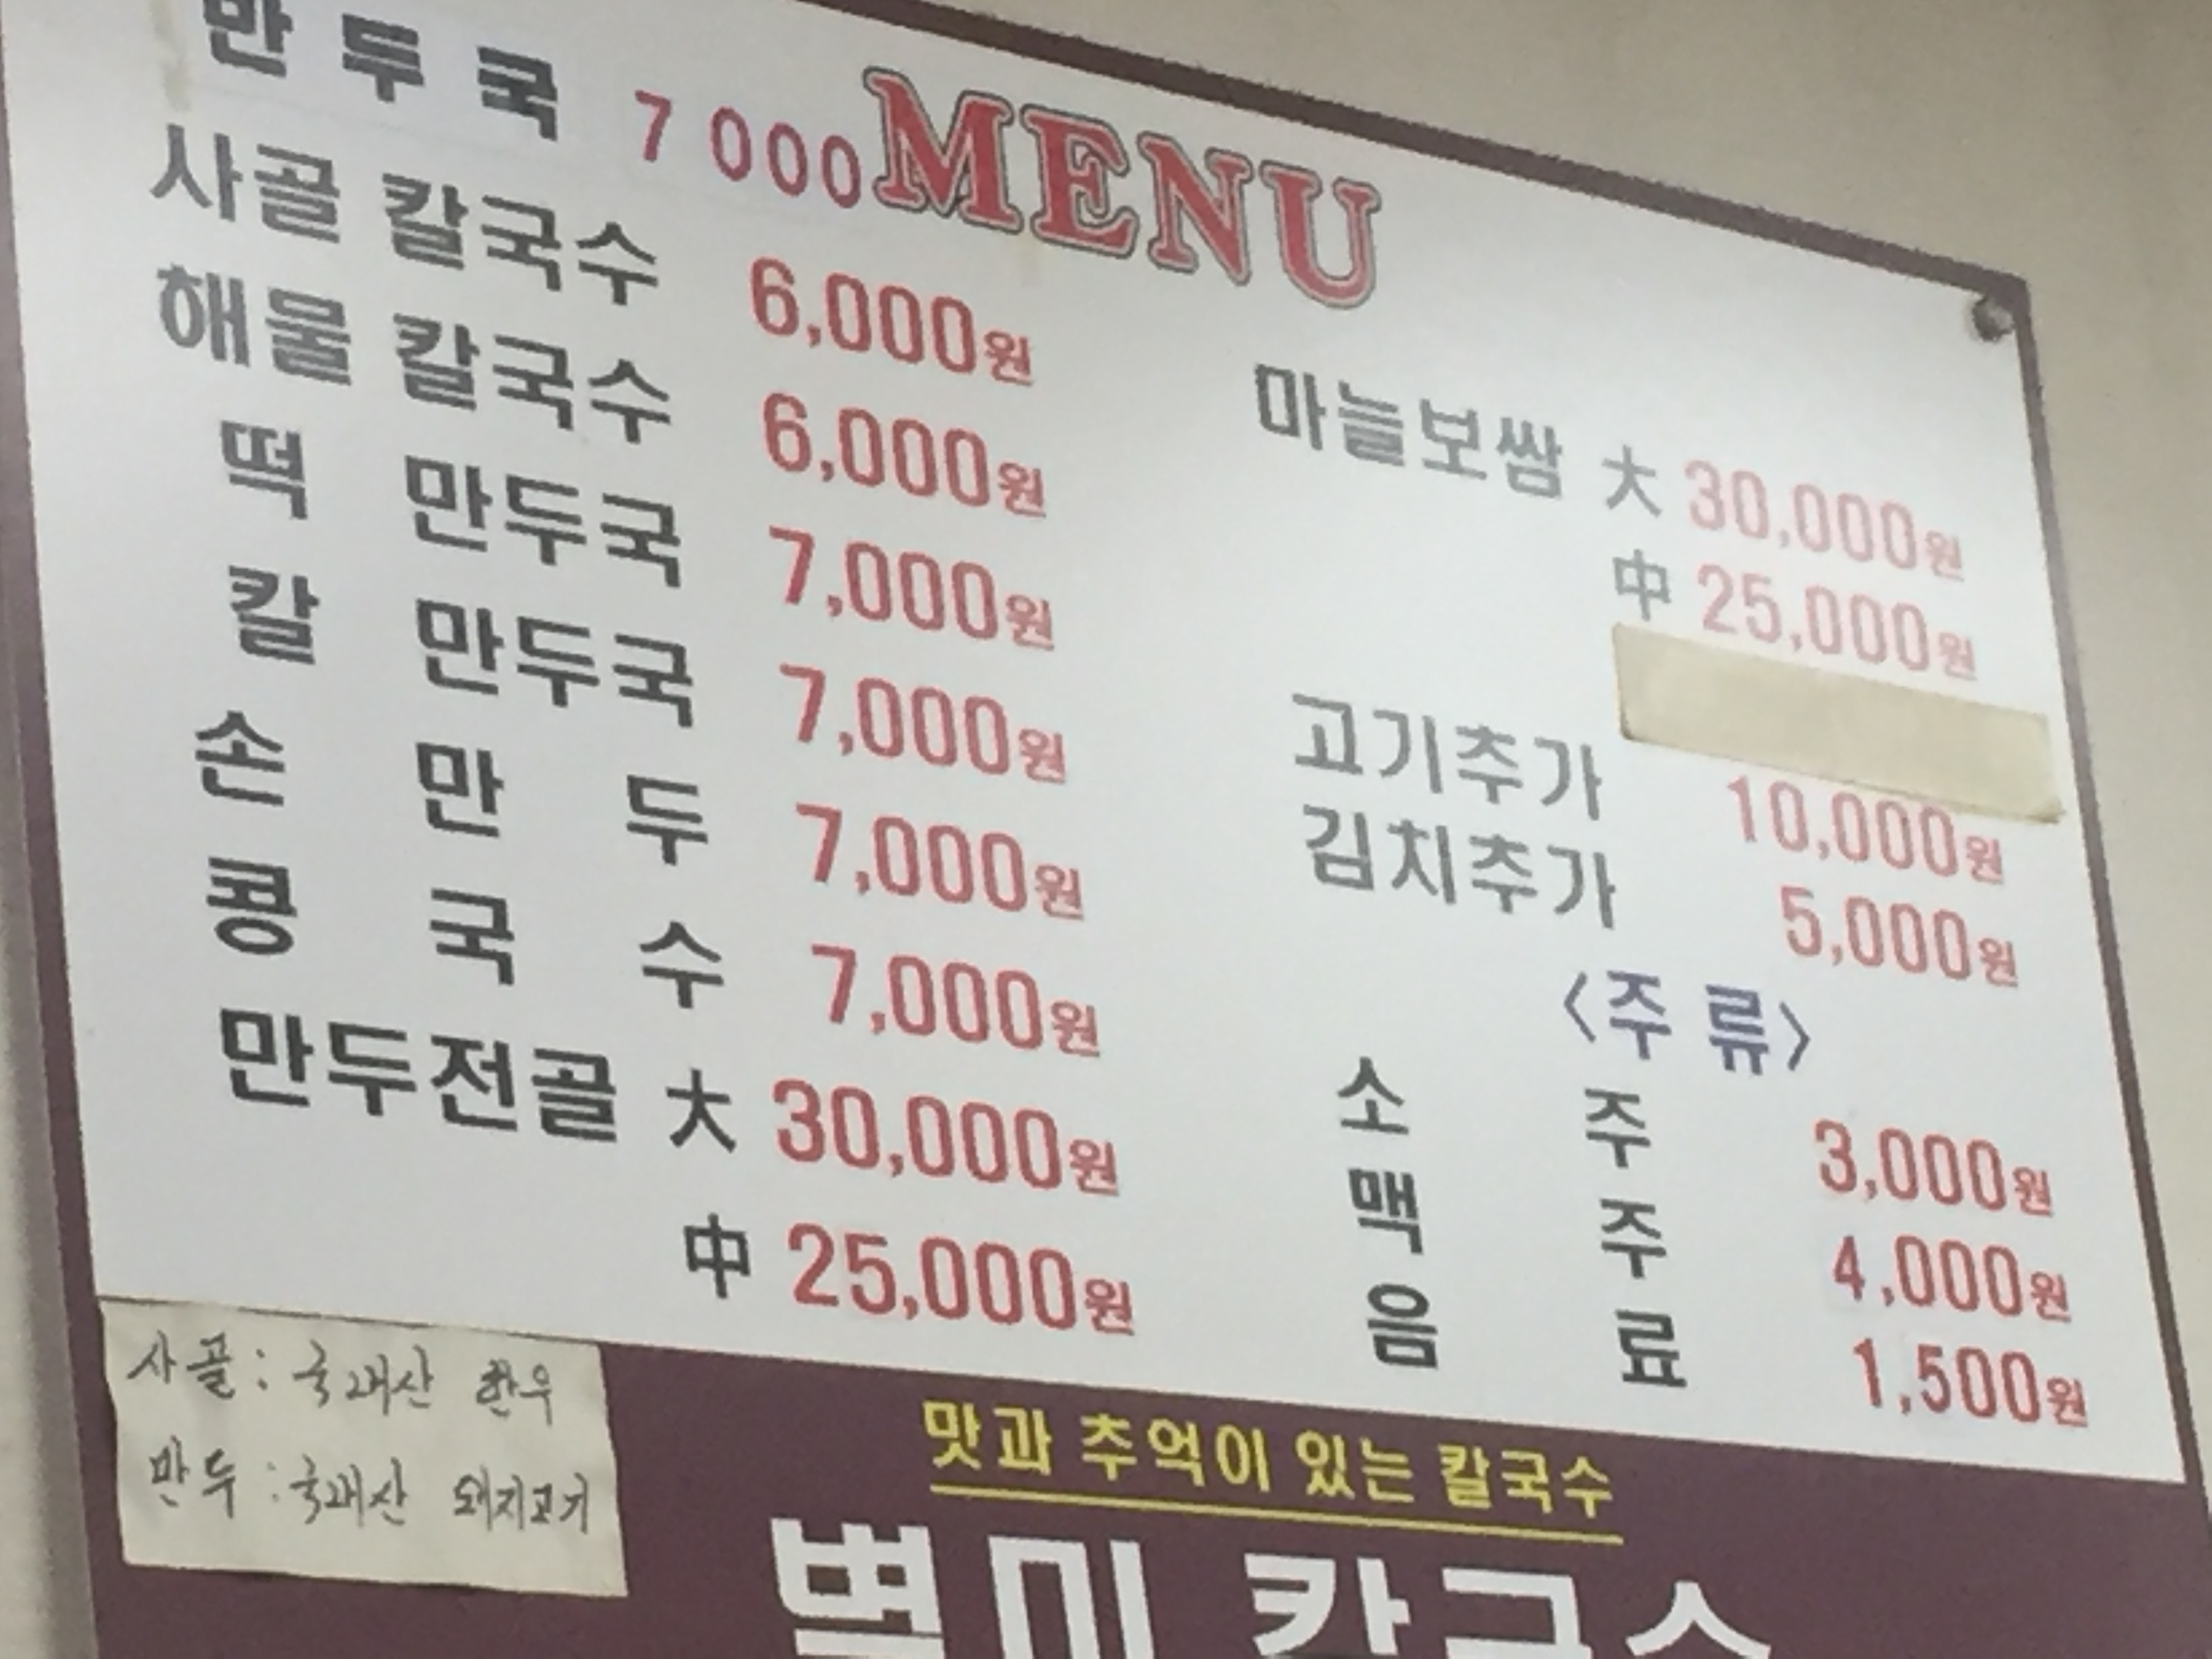 만두국 7000
MENU
사골 칼국수 6,000원
해물 칼국수 6,000원
떡 만두국 7,000원
칼 만두국 7,000원
손 만 두 7,000원
콩 국 수 7,000원
만두전골 大 30,000원
中 25,000원
마늘보쌈 大 30,000원
中 25,000원
고기추가 10,000원
김치추가 5,000원
<주 류>
소 주 3,000원
맥 주 4,000원
음 료 1,500원
사골 : 국내산 한우
만두 : 국내산 돼지고기
맛과 추억이 있는 칼국수
별미 칼국수